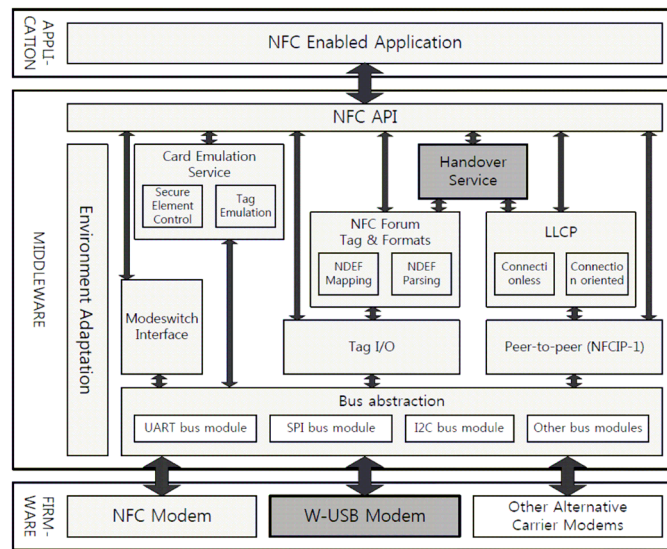 APPLI-
CATION
NFC Enabled Application
MIDDLEWARE
NFC API
Environment Adaptation
Card Emulation
Service
Secure
Element
Control
Tag
Emulation
Handover
Service
NFC Forum
Tag & Formats
NDEF
Mapping
NDEF
Parsing
LLCP
Connecti
onless
Connectio
n oriented
Modeswitch
Interface
Tag I/O
Peer-to-peer (NFCIP-1)
Bus abstraction
UART bus module
SPI bus module
I2C bus module
Other bus modules
FIRM-
WARE
NFC Modem
W-USB Modem
Other Alternative
Carrier Modems